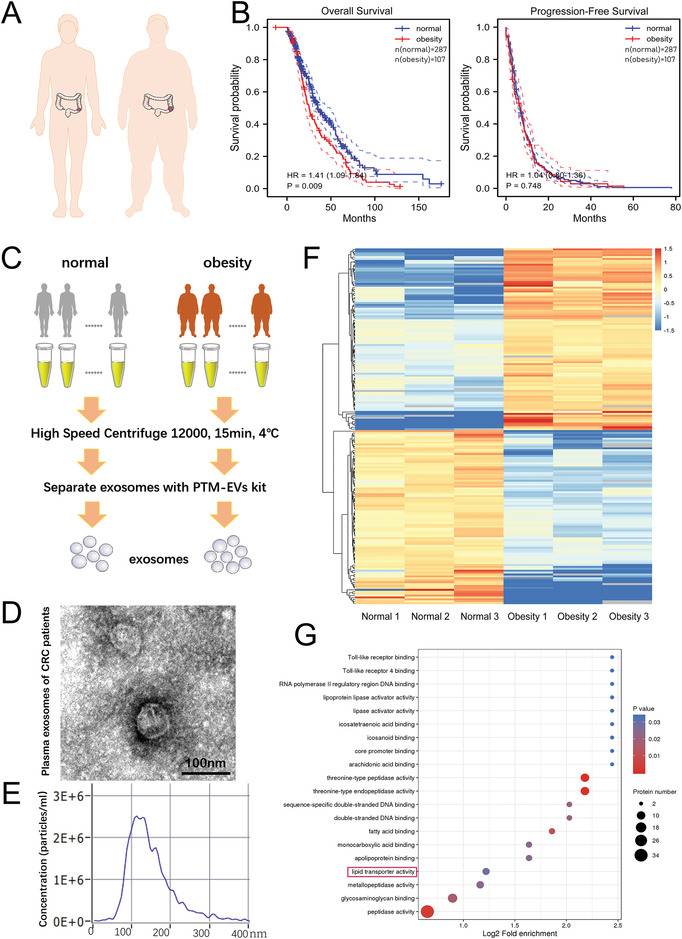 A
B
Overall Survival
Survival probability
1.0
0.8
0.6
0.4
0.2
0.0
normal
obesity
n(normal)=287
n(obesity)=107
HR = 1.41 (1.09-1.84)
P = 0.009
0 50 100 150
Months
Progression-Free Survival
Survival probability
1.0
0.8
0.6
0.4
0.2
0.0
normal
obesity
n(normal)=287
n(obesity)=107
HR = 1.04 (0.80-1.36)
P = 0.748
0 20 40 60 80
Months
C
normal obesity
...... ......
...... ......
High Speed Centrifuge 12000, 15min, 4℃
Separate exosomes with PTM-EVs kit
exosomes
D
Plasma exosomes of CRC patients
100nm
E
Concentration (particles/ml)
3E+6
2E+6
1E+6
0E+0
0 100 200 300 400 nm
F
1.5
1
0.5
0
-0.5
-1
-1.5
Normal 1 Normal 2 Normal 3 Obesity 1 Obesity 2 Obesity 3
G
Toll-like receptor binding
Toll-like receptor 4 binding
RNA polymerase II regulatory region DNA binding
lipoprotein lipase activator activity
lipase activator activity
icosatetraenoic acid binding
icosanoid binding
core promoter binding
arachidonic acid binding
threonine-type peptidase activity
threonine-type endopeptidase activity
sequence-specific double-stranded DNA binding
double-stranded DNA binding
fatty acid binding
monocarboxylic acid binding
apolipoprotein binding
lipid transporter activity
metallopeptidase activity
glycosaminoglycan binding
peptidase activity
1.0 1.5 2.0 2.5
Log2 Fold enrichment
P value
0.03
0.02
0.01
Protein number
2
10
18
26
34